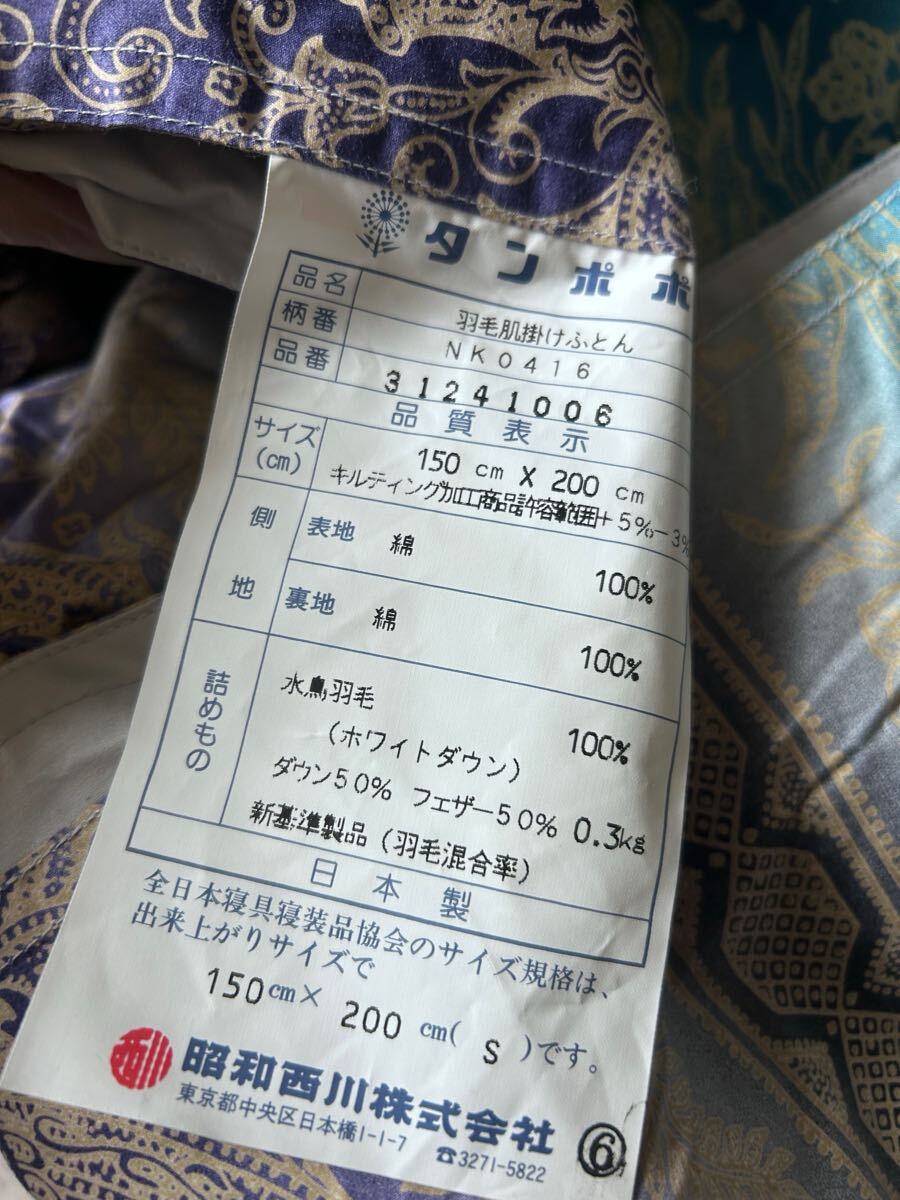 タンポポ
品名 羽毛肌掛けふとん
柄番 NK0416
品番 31241006
品質表示
サイズ(cm) 150 cm X 200 cm
キルティング加工商品許容範囲+5%-3%
側地 表地 綿 100%
裏地 綿 100%
詰めもの 水鳥羽毛 100%
(ホワイトダウン)
ダウン50% フェザー50% 0.3kg
新基準製品(羽毛混合率)
日本製
全日本寝具寝装品協会のサイズ規格は、
出来上がりサイズで
150cm× 200 cm( S )です。
西川 昭和西川株式会社
東京都中央区日本橋1-1-7
☎3271-5822
⑥